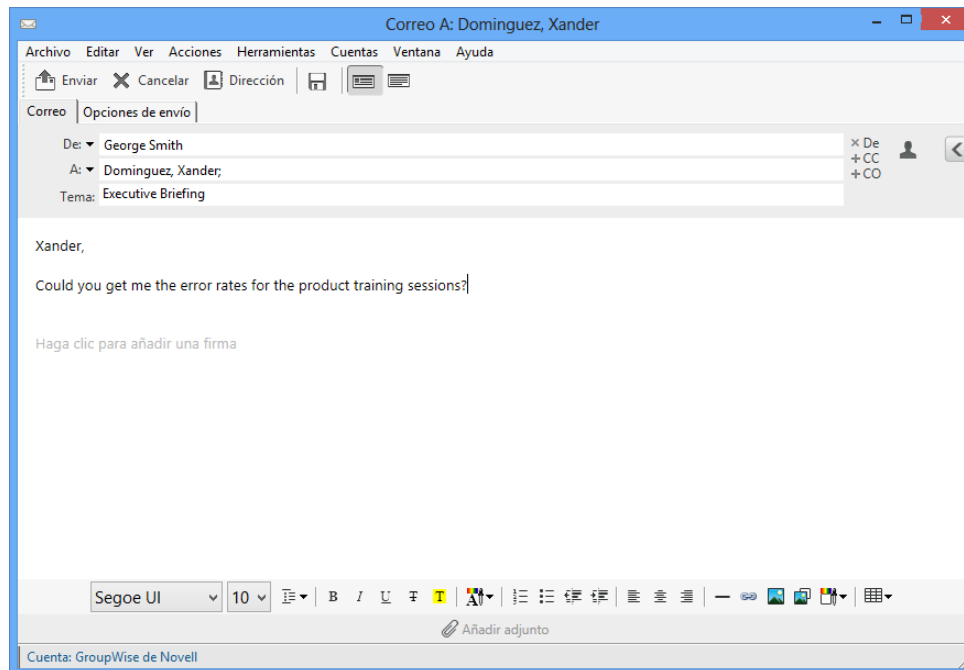 Correo A: Dominguez, Xander
Archivo Editar Ver Acciones Herramientas Cuentas Ventana Ayuda
Enviar Cancelar Dirección
Correo Opciones de envío
De: George Smith × De
+ CC
A: Dominguez, Xander;
+ CO
Tema: Executive Briefing
Xander,
Could you get me the error rates for the product training sessions?
Haga clic para añadir una firma
Segoe UI 10 B I U T T A
Añadir adjunto
Cuenta: GroupWise de Novell